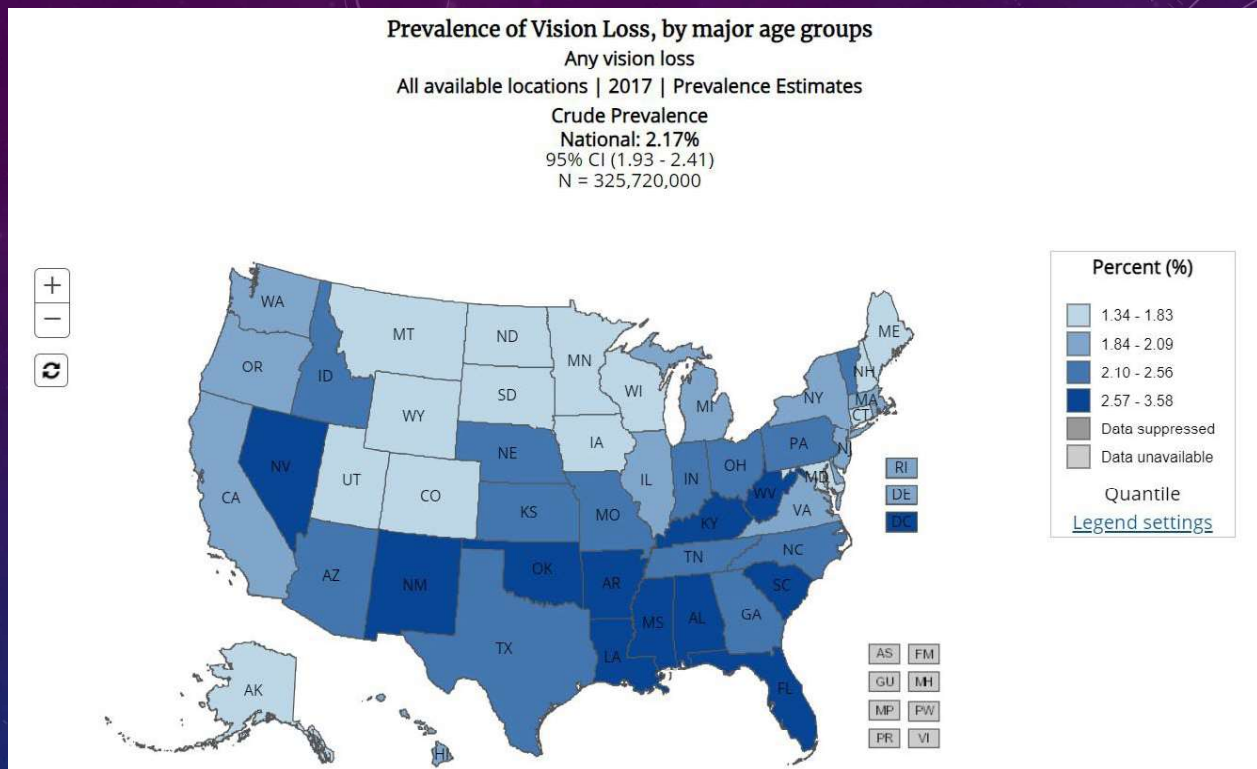 Prevalence of Vision Loss, by major age groups
Any vision loss
All available locations | 2017 | Prevalence Estimates
Crude Prevalence
National: 2.17%
95% CI (1.93 - 2.41)
N = 325,720,000
+
−
Percent (%)
1.34 - 1.83
1.84 - 2.09
2.10 - 2.56
2.57 - 3.58
Data suppressed
Data unavailable
Quantile
Legend settings
WA
MT
ND
MN
ME
OR
ID
SD
WI
NH
WY
MI
NY
MA
CT
IA
NE
PA
NJ
NV
UT
CO
IL
IN
OH
MD
RI
CA
KS
MO
WV
VA
DE
KY
DC
AZ
NM
OK
AR
TN
NC
SC
MS
AL
GA
TX
LA
FL
AK
HI
AS FM
GU MH
MP PW
PR VI